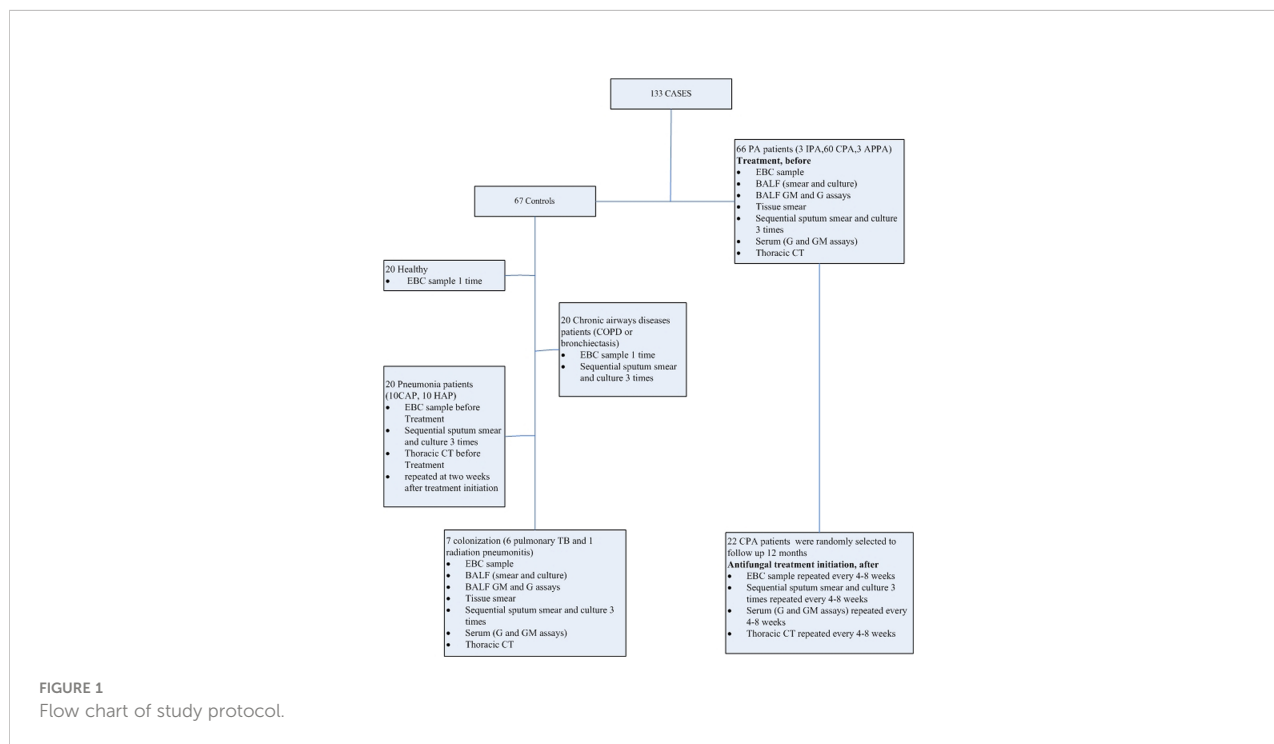 133 CASES
66 PA patients (3 IPA,60 CPA,3 APPA)
Treatment, before
• EBC sample
• BALF (smear and culture)
• BALF GM and G assays
• Tissue smear
• Sequential sputum smear and culture
3 times
• Serum (G and GM assays)
• Thoracic CT
67 Controls
20 Healthy
• EBC sample 1 time
20 Chronic airways diseases
patients (COPD or
bronchiectasis)
• EBC sample 1 time
• Sequential sputum smear
and culture 3 times
20 Pneumonia patients
(10CAP, 10 HAP)
• EBC sample before
Treatment
• Sequential sputum smear
and culture 3 times
• Thoracic CT before
Treatment
• repeated at two weeks
after treatment initiation
7 colonization (6 pulmonary TB and 1
radiation pneumonitis)
• EBC sample
• BALF (smear and culture)
• BALF GM and G assays
• Tissue smear
• Sequential sputum smear and culture 3
times
• Serum (G and GM assays)
• Thoracic CT
22 CPA patients were randomly selected to
follow up 12 months
Antifungal treatment initiation, after
• EBC sample repeated every 4-8 weeks
• Sequential sputum smear and culture 3
times repeated every 4-8 weeks
• Serum (G and GM assays) repeated every
4-8 weeks
• Thoracic CT repeated every 4-8 weeks
FIGURE 1
Flow chart of study protocol.